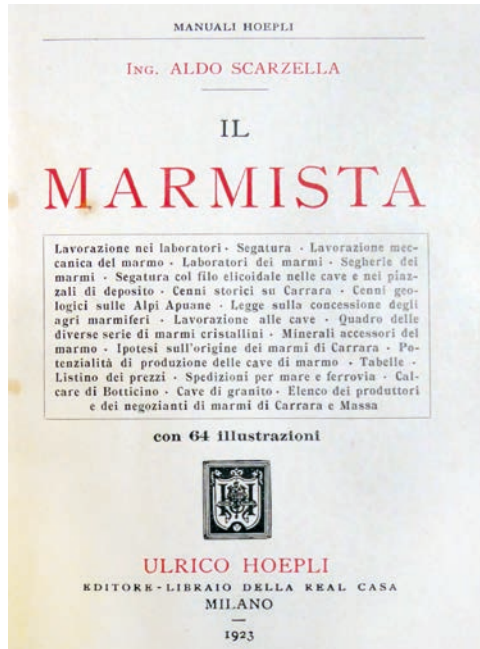 MANUALI HOEPLI
ING. ALDO SCARZELLA
IL
MARMISTA
Lavorazione nei laboratori · Segatura · Lavorazione mec-
canica del marmo · Laboratori dei marmi · Segherie dei
marmi · Segatura col filo elicoidale nelle cave e nei piaz-
zali di deposito · Cenni storici su Carrara · Cenni geo-
logici sulle Alpi Apuane · Legge sulla concessione degli
agri marmiferi · Lavorazione alle cave · Quadro delle
diverse serie di marmi cristallini · Minerali accessori del
marmo · Ipotesi sull'origine dei marmi di Carrara · Po-
tenzialità di produzione delle cave di marmo · Tabelle ·
Listino dei prezzi · Spedizioni per mare e ferrovia · Cal-
care di Botticino · Cave di granito · Elenco dei produttori
e dei negozianti di marmi di Carrara e Massa
con 64 illustrazioni
ULRICO HOEPLI
EDITORE-LIBRAIO DELLA REAL CASA
MILANO
1923